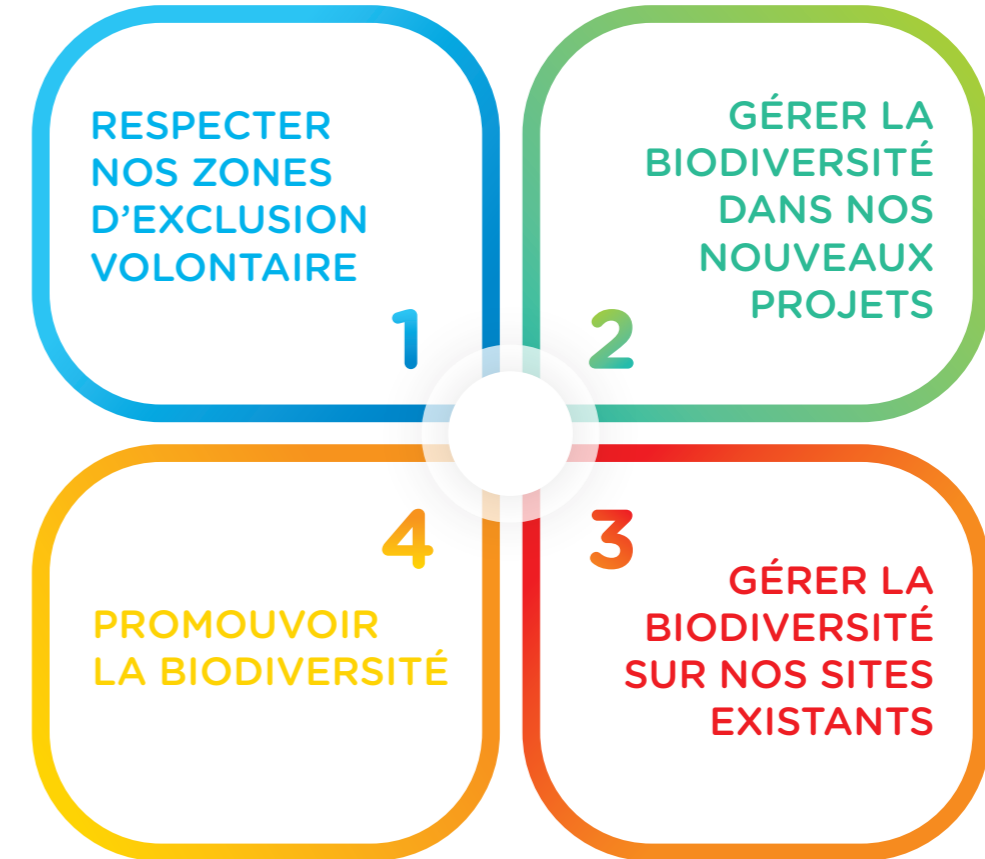 RESPECTER
NOS ZONES
D’EXCLUSION
VOLONTAIRE
1
GÉRER LA
BIODIVERSITÉ
DANS NOS
NOUVEAUX
PROJETS
2
3
GÉRER LA
BIODIVERSITÉ
SUR NOS SITES
EXISTANTS
4
PROMOUVOIR
LA BIODIVERSITÉ